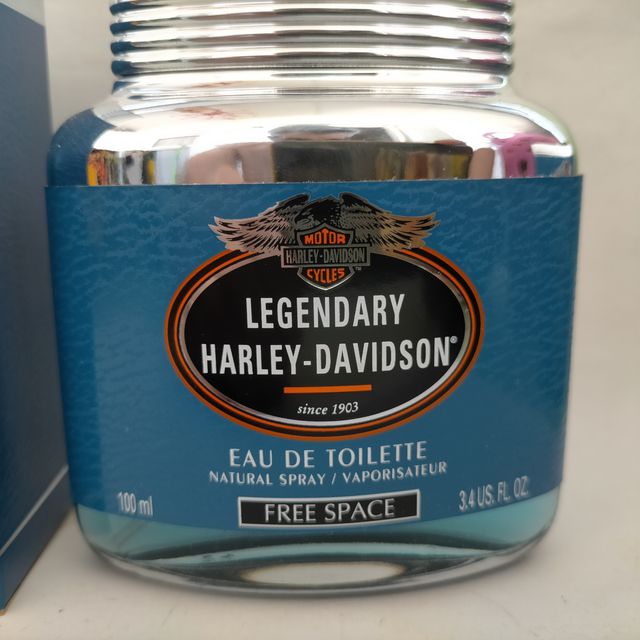 MOTOR
HARLEY-DAVIDSON
CYCLES™
LEGENDARY
HARLEY-DAVIDSON®
since 1903
EAU DE TOILETTE
NATURAL SPRAY / VAPORISATEUR
100 ml
FREE SPACE
3.4 US. FL. OZ.